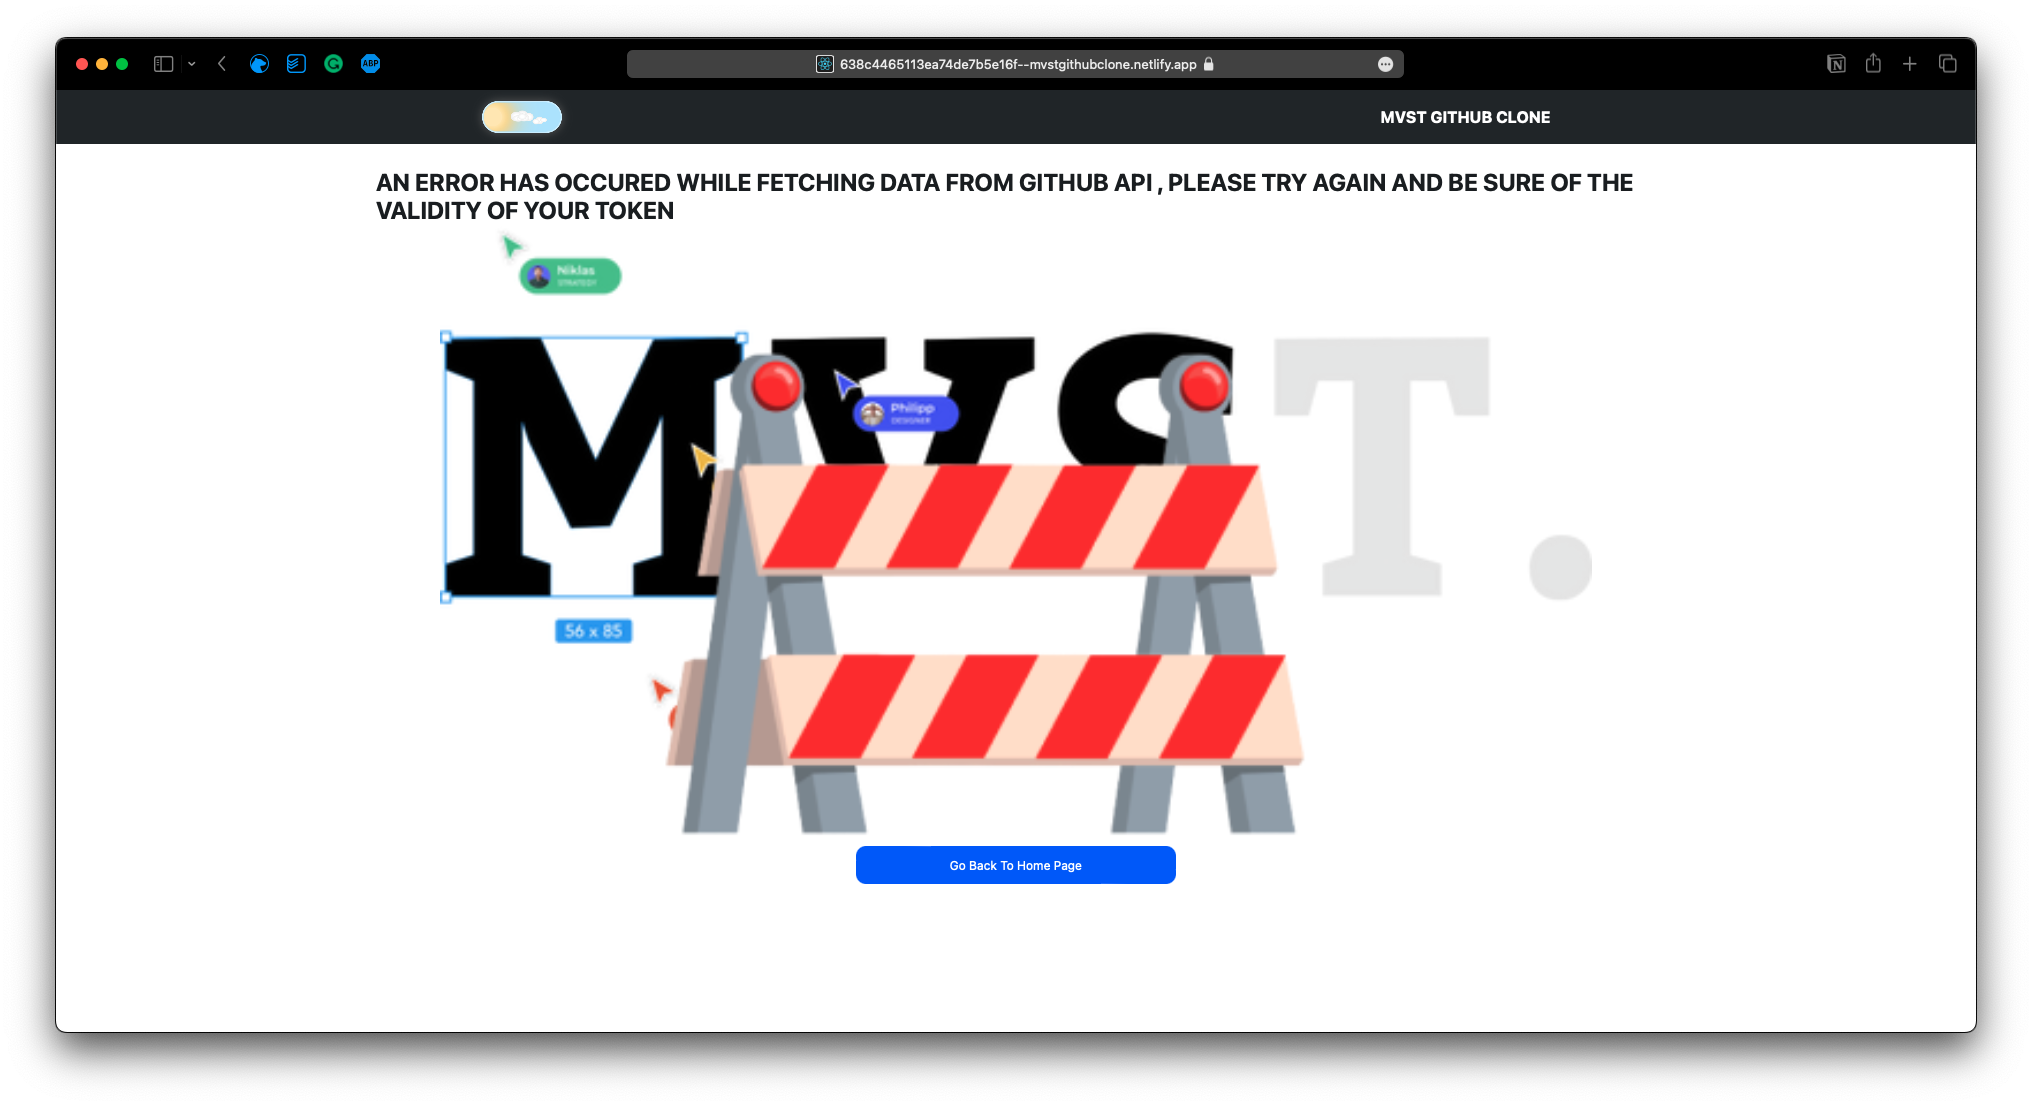 ABP
638c4465113ea74de7b5e16f--mvstgithubclone.netlify.app
MVST GITHUB CLONE
AN ERROR HAS OCCURED WHILE FETCHING DATA FROM GITHUB API , PLEASE TRY AGAIN AND BE SURE OF THE
VALIDITY OF YOUR TOKEN
Niklas
STRATEGY
MVST.
Philipp
DESIGNER
56 x 85
Go Back To Home Page